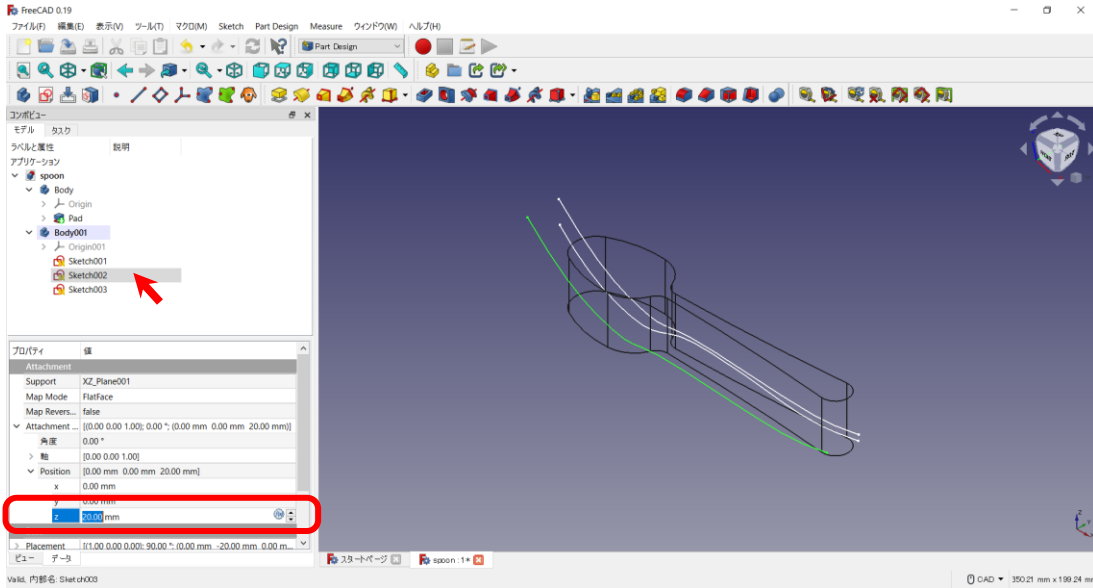 FreeCAD 0.19
ファイル(F) 編集(E) 表示(V) ツール(T) マクロ(M) Sketch Part Design Measure ウィンドウ(W) ヘルプ(H)
Part Design
コンボビュー
モデル タスク
ラベルと属性 説明
アプリケーション
spoon
Body
Origin
Pad
Body001
Origin001
Sketch001
Sketch002
Sketch003
プロパティ 値
Attachment
Support XZ_Plane001
Map Mode FlatFace
Map Revers... false
Attachment ... [(0.00 0.00 1.00); 0.00 °; (0.00 mm 0.00 mm 20.00 mm)]
角度 0.00 °
軸 [0.00 0.00 1.00]
Position [0.00 mm 0.00 mm 20.00 mm]
x 0.00 mm
y 0.00 mm
z 20.00 mm
Placement [(1.00 0.00 0.00); 90.00 °; (0.00 mm -20.00 mm 0.00 m...
ビュー データ
スタートページ spoon : 1*
Valid, 内部名: Sketch003
CAD 350.21 mm x 199.24 mm